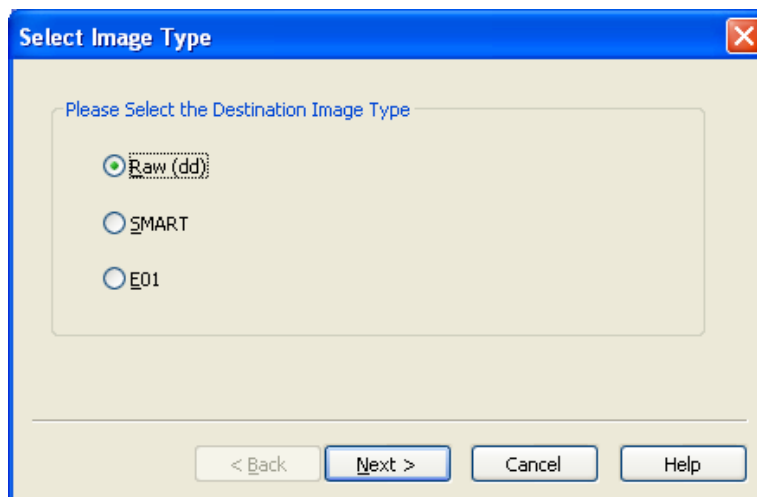 Select Image Type
Please Select the Destination Image Type
Raw (dd)
SMART
E01
< Back Next > Cancel Help